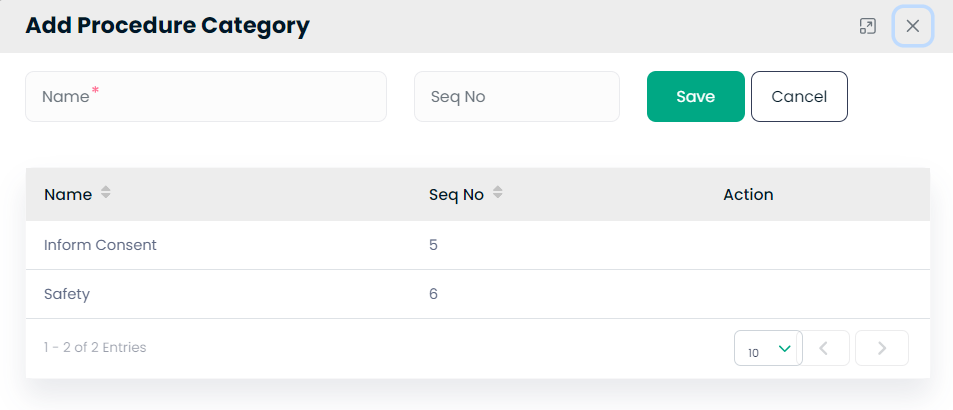 Add Procedure Category
Name* Seq No Save Cancel
Name Seq No Action
Inform Consent 5
Safety 6
1 - 2 of 2 Entries 10